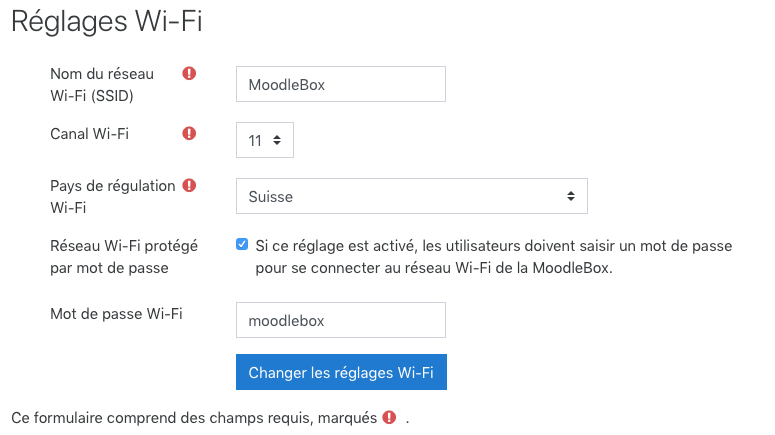 Réglages Wi-Fi
Nom du réseau
Wi-Fi (SSID)
MoodleBox
Canal Wi-Fi
11
Pays de régulation
Wi-Fi
Suisse
Réseau Wi-Fi protégé
par mot de passe
Si ce réglage est activé, les utilisateurs doivent saisir un mot de passe
pour se connecter au réseau Wi-Fi de la MoodleBox.
Mot de passe Wi-Fi
moodlebox
Changer les réglages Wi-Fi
Ce formulaire comprend des champs requis, marqués .